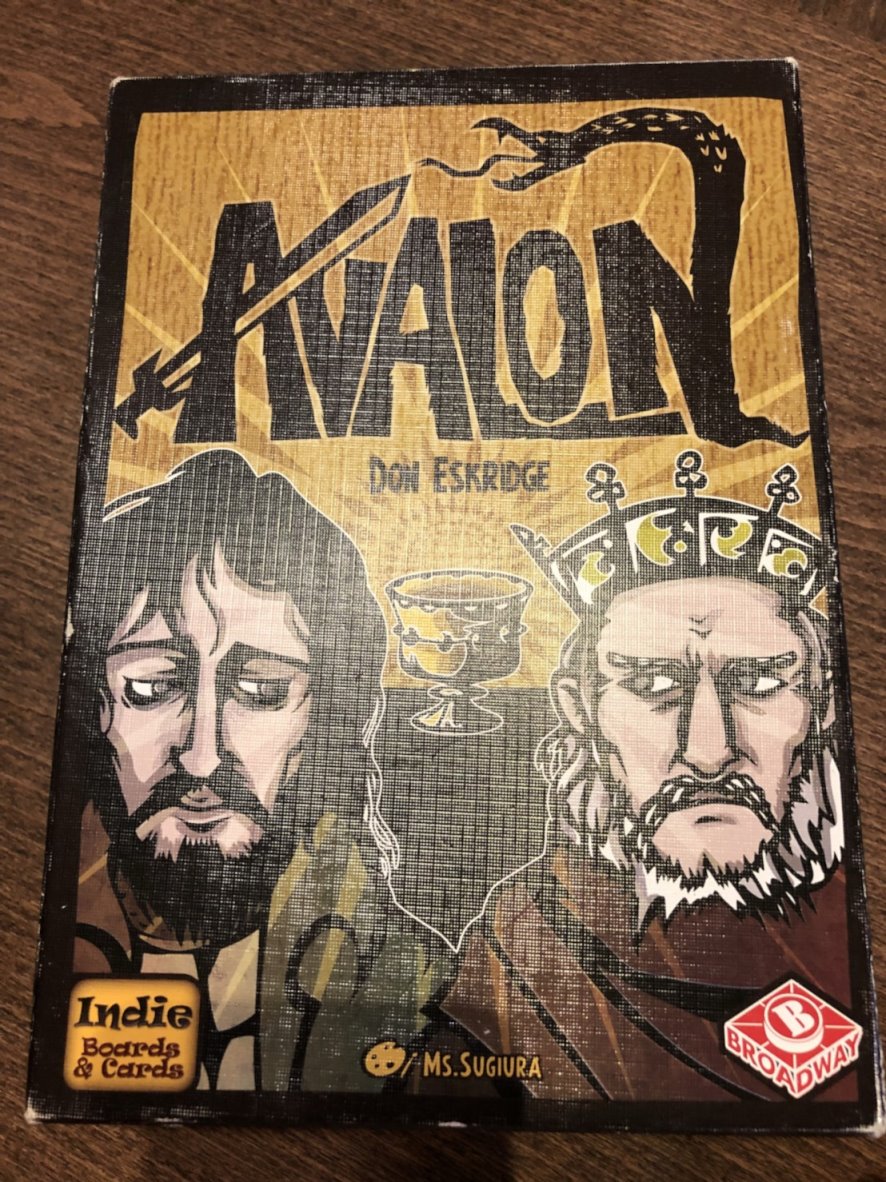 AVALON
DON ESKRIDGE
Indie
Boards
& Cards
/ MS.SUGIURA
B
BROADWAY